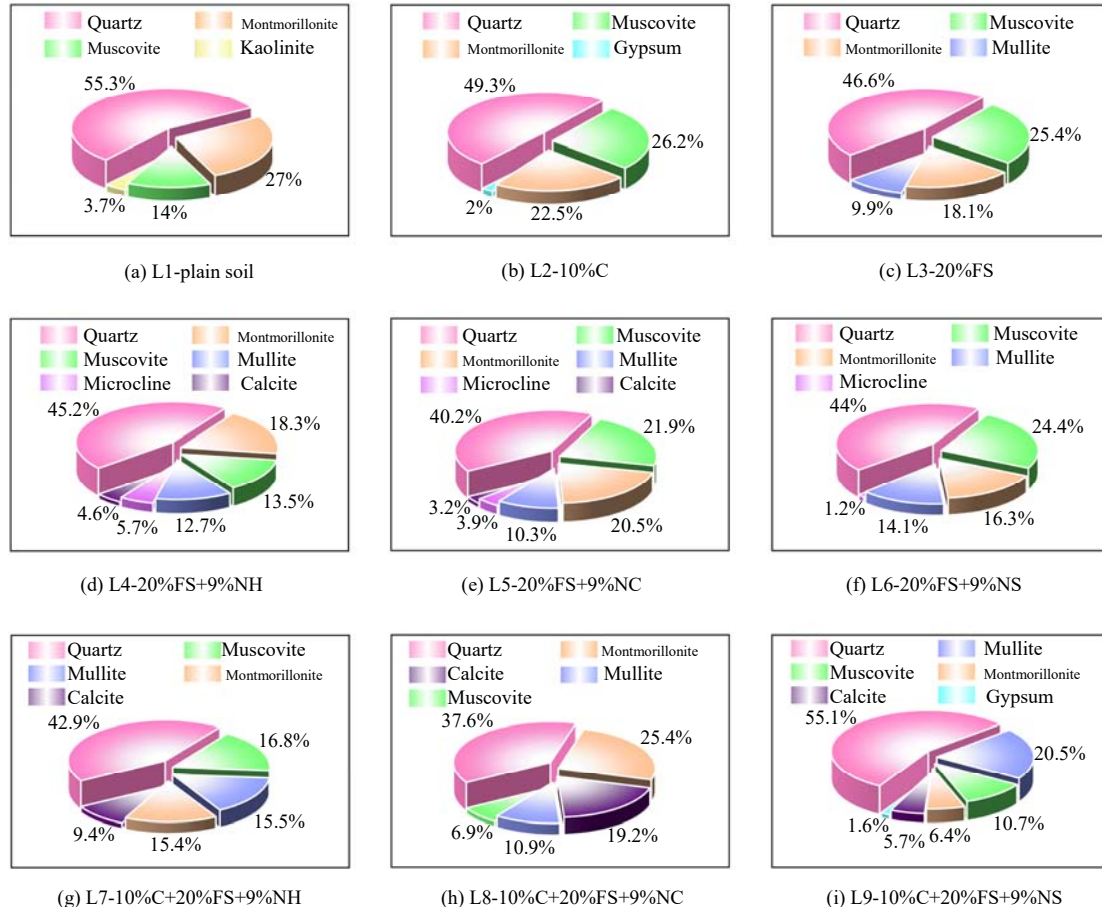 Quartz Montmorillonite
Muscovite Kaolinite
55.3%
27%
3.7%
14%
(a) L1-plain soil
Quartz Muscovite
Montmorillonite Gypsum
49.3%
26.2%
2%
22.5%
(b) L2-10%C
Quartz Muscovite
Montmorillonite Mullite
46.6%
25.4%
9.9%
18.1%
(c) L3-20%FS
Quartz Montmorillonite
Muscovite Mullite
Microcline Calcite
45.2%
18.3%
13.5%
4.6%
5.7%
12.7%
(d) L4-20%FS+9%NH
Quartz Muscovite
Montmorillonite Mullite
Microcline Calcite
40.2%
21.9%
3.2%
3.9%
10.3%
20.5%
(e) L5-20%FS+9%NC
Quartz Muscovite
Montmorillonite Mullite
Microcline
44%
24.4%
1.2%
14.1%
16.3%
(f) L6-20%FS+9%NS
Quartz Muscovite
Mullite Montmorillonite
Calcite
42.9%
16.8%
15.5%
9.4%
15.4%
(g) L7-10%C+20%FS+9%NH
Quartz Montmorillonite
Calcite Mullite
Muscovite
37.6%
25.4%
19.2%
6.9%
10.9%
(h) L8-10%C+20%FS+9%NC
Quartz Mullite
Muscovite Montmorillonite
Calcite Gypsum
55.1%
20.5%
10.7%
1.6%
5.7%
6.4%
(i) L9-10%C+20%FS+9%NS